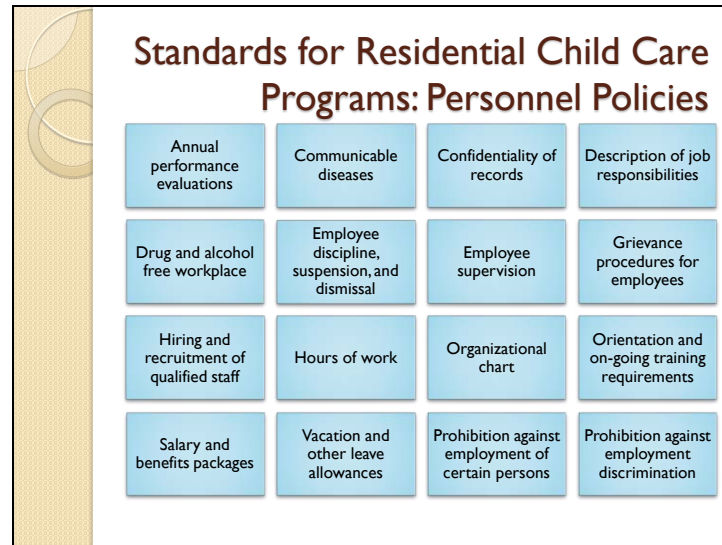 Standards for Residential Child Care
Programs: Personnel Policies
Annual
performance
evaluations
Communicable
diseases
Confidentiality of
records
Description of job
responsibilities
Drug and alcohol
free workplace
Employee
discipline,
suspension, and
dismissal
Employee
supervision
Grievance
procedures for
employees
Hiring and
recruitment of
qualified staff
Hours of work
Organizational
chart
Orientation and
on-going training
requirements
Salary and
benefits packages
Vacation and
other leave
allowances
Prohibition against
employment of
certain persons
Prohibition against
employment
discrimination